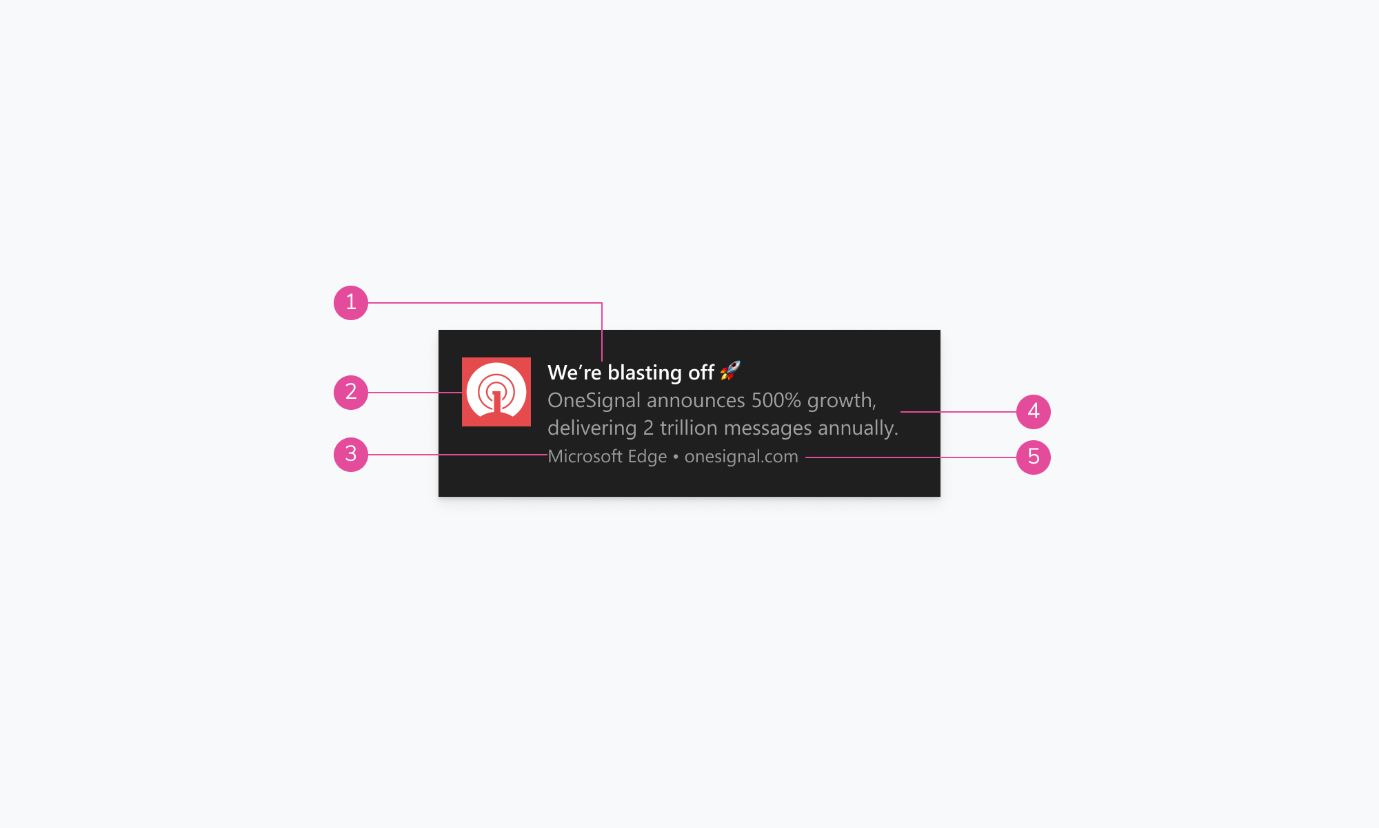 1
We’re blasting off 🚀
2
OneSignal announces 500% growth,
4
delivering 2 trillion messages annually.
3
Microsoft Edge • onesignal.com
5